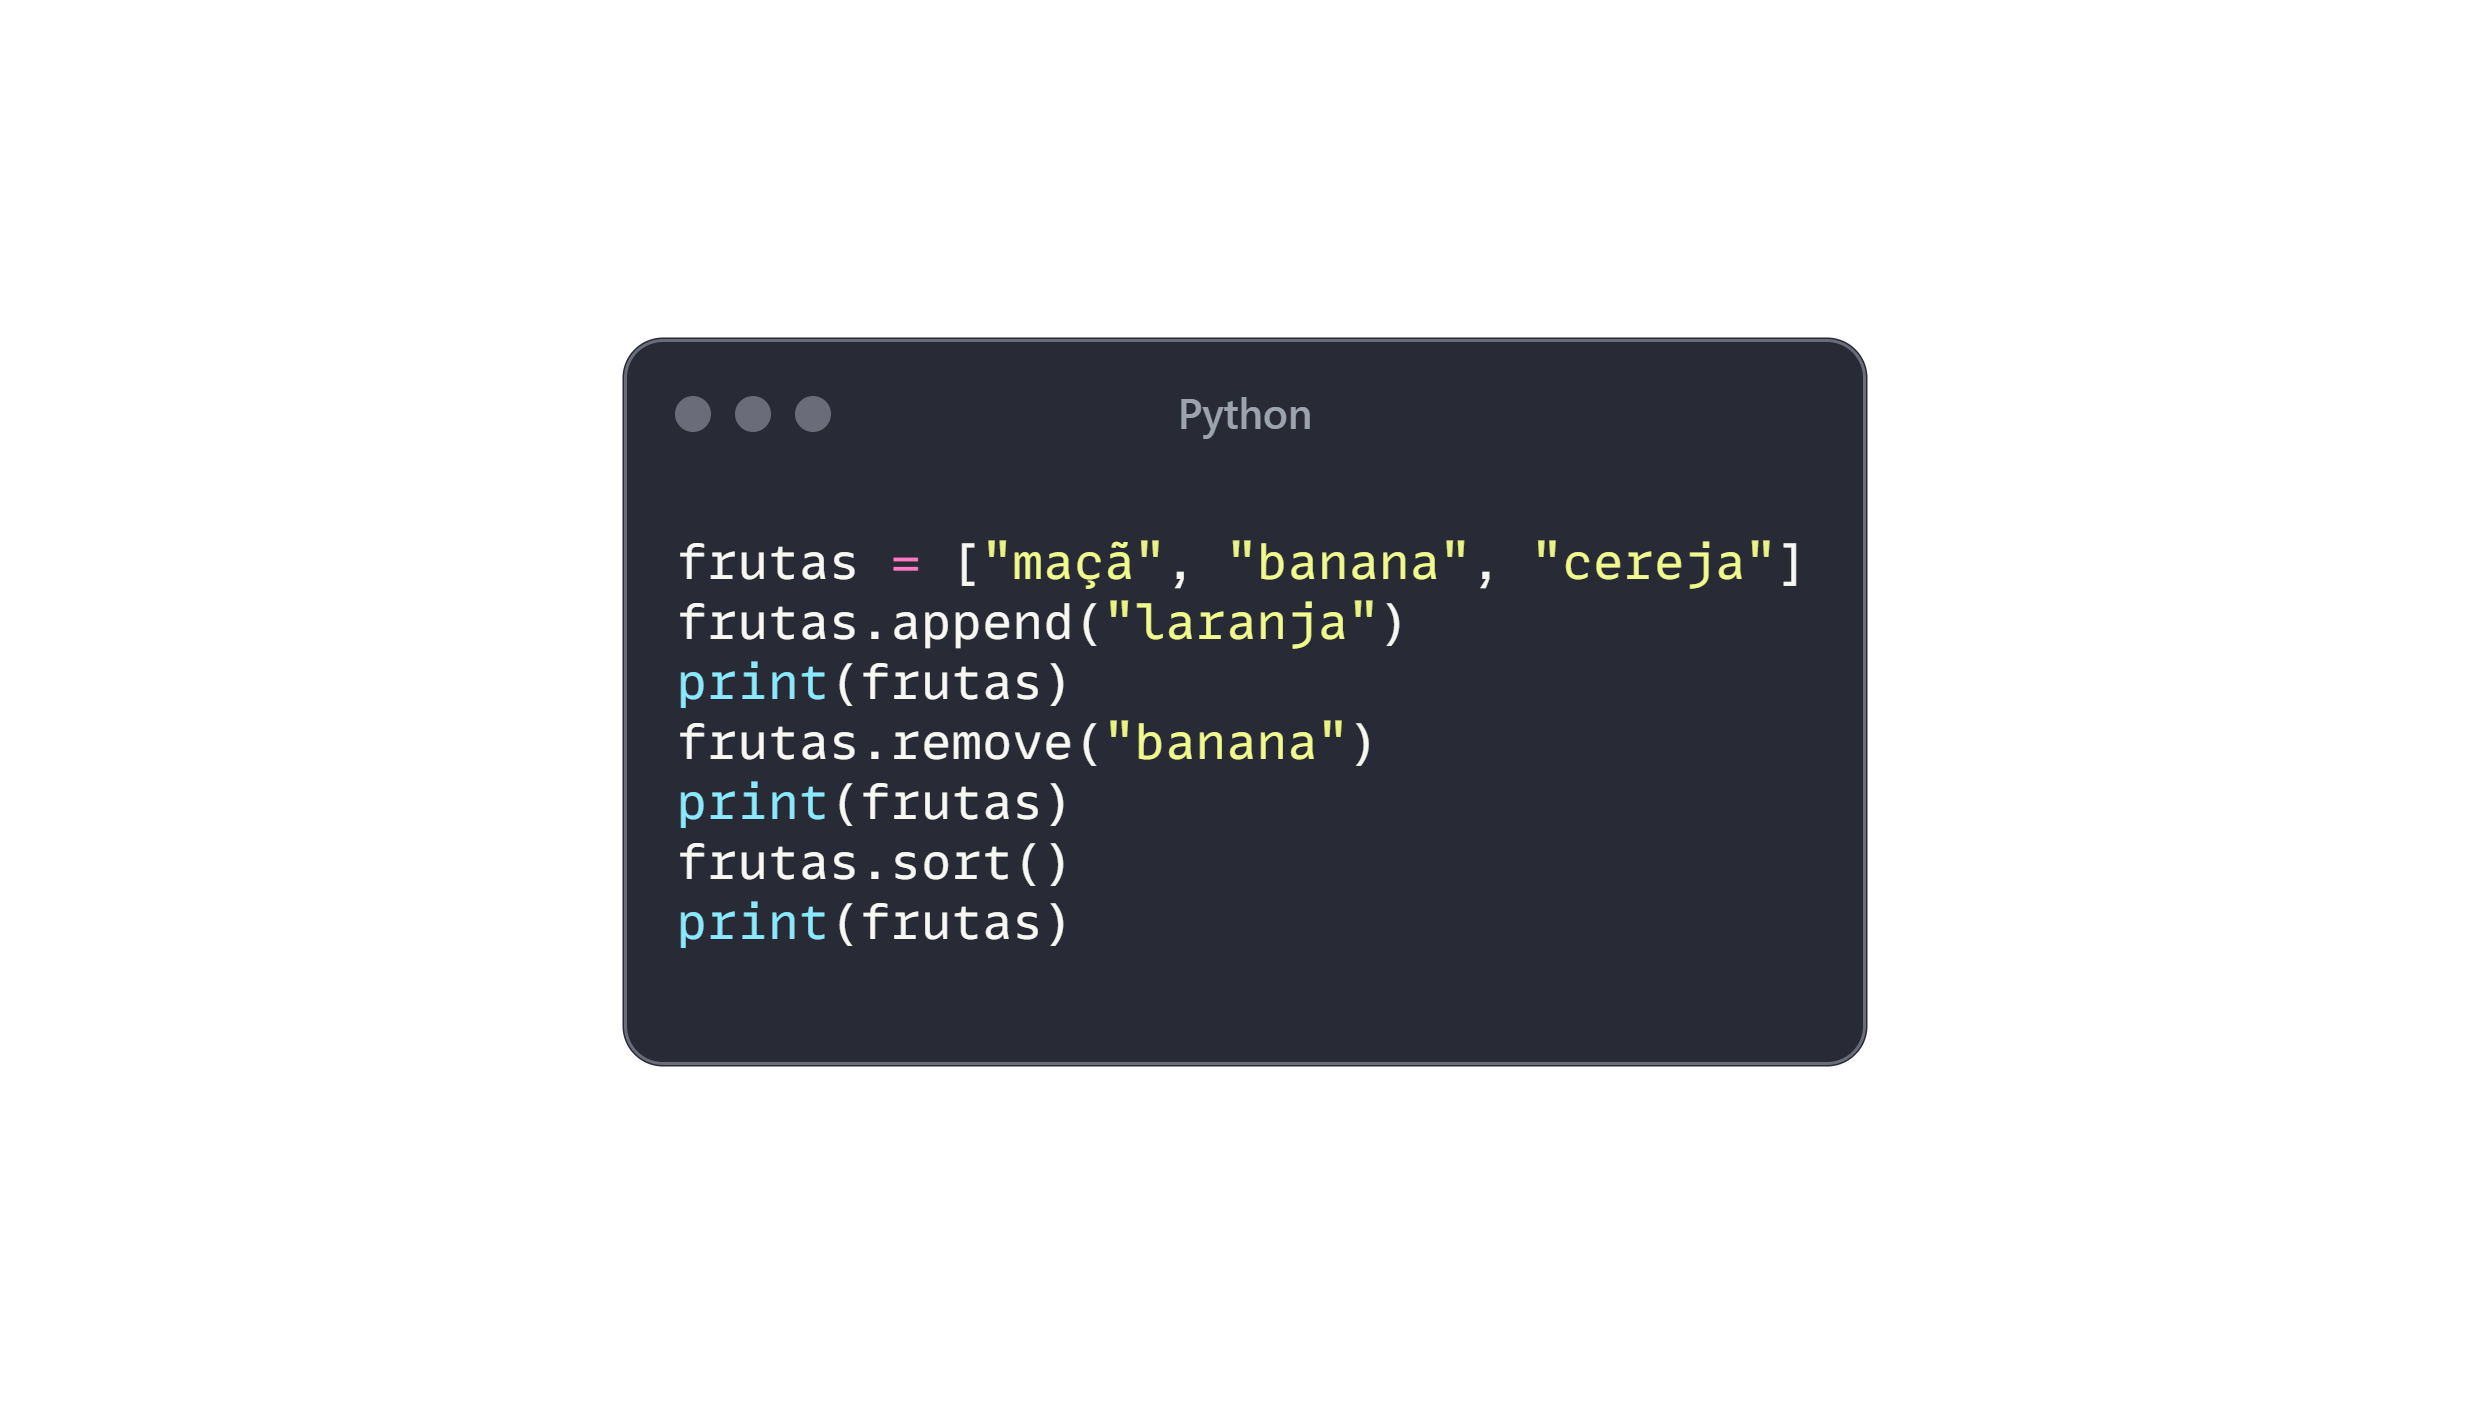 Python
frutas = ["maçã", "banana", "cereja"]
frutas.append("laranja")
print(frutas)
frutas.remove("banana")
print(frutas)
frutas.sort()
print(frutas)